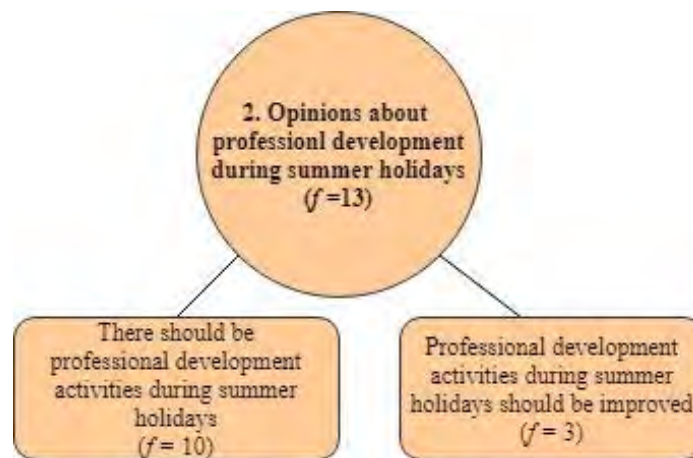 2. Opinions about
professionl development
during summer holidays
(f =13)
There should be
professional development
activities during summer
holidays
(f = 10)
Professional development
activities during summer
holidays should be improved
(f = 3)